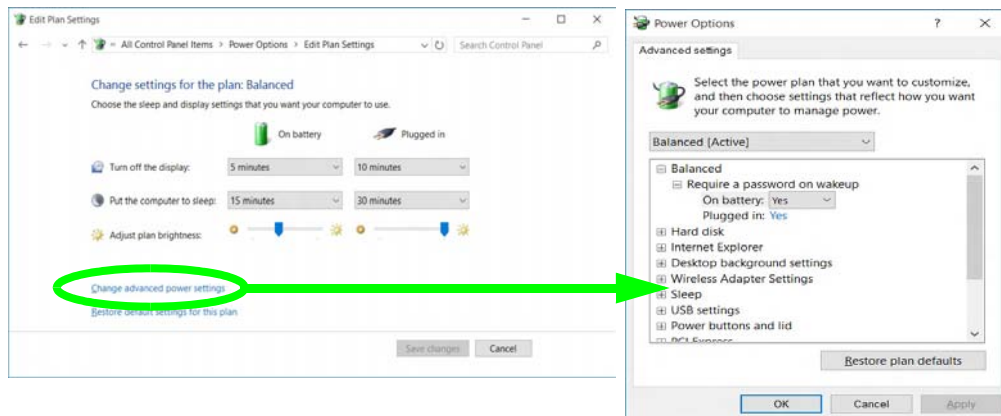 Edit Plan Settings
All Control Panel Items > Power Options > Edit Plan Settings
Search Control Panel
Change settings for the plan: Balanced
Choose the sleep and display settings that you want your computer to use.
On battery
Plugged in
Turn off the display: 5 minutes 10 minutes
Put the computer to sleep: 15 minutes 30 minutes
Adjust plan brightness:
Change advanced power settings
Restore default settings for this plan
Save changes Cancel
Power Options
Advanced settings
Select the power plan that you want to customize,
and then choose settings that reflect how you want
your computer to manage power.
Balanced [Active]
Balanced
Require a password on wakeup
On battery: Yes
Plugged in: Yes
Hard disk
Internet Explorer
Desktop background settings
Wireless Adapter Settings
Sleep
USB settings
Power buttons and lid
PCI Express
Restore plan defaults
OK Cancel Apply